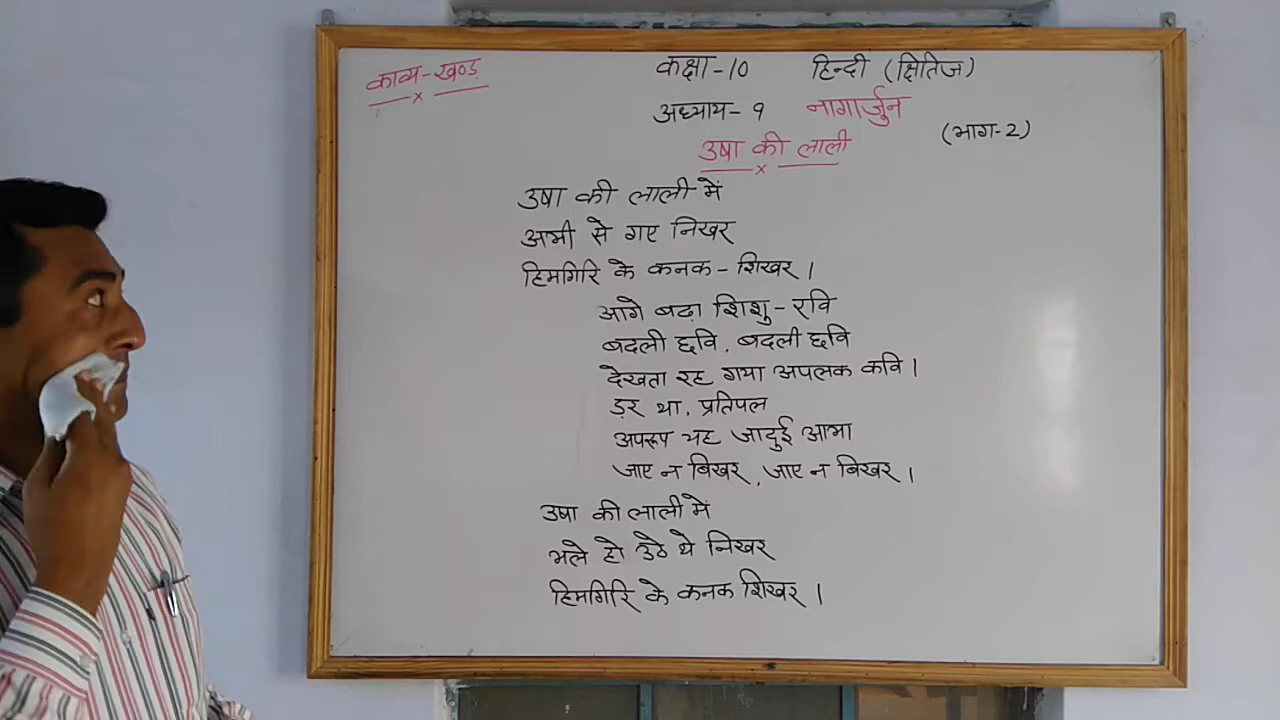 काव्य-खण्ड
कक्षा-10 हिन्दी (क्षितिज)
अध्याय-9 नागार्जुन
(भाग-2)
उषा की लाली
उषा की लाली में
अभी से गए निखर
हिमगिरि के कनक-शिखर।
आगे बढ़ा शिशु-रवि
बदली छवि, बदली छवि
देखता रह गया अपलक कवि।
ड़र था, प्रतिपल
अपरूप यह जादुई आभा
जाए न बिखर, जाए न बिखर।
उषा की लाली में
भले हो उठे थे निखर
हिमगिरि के कनक शिखर।